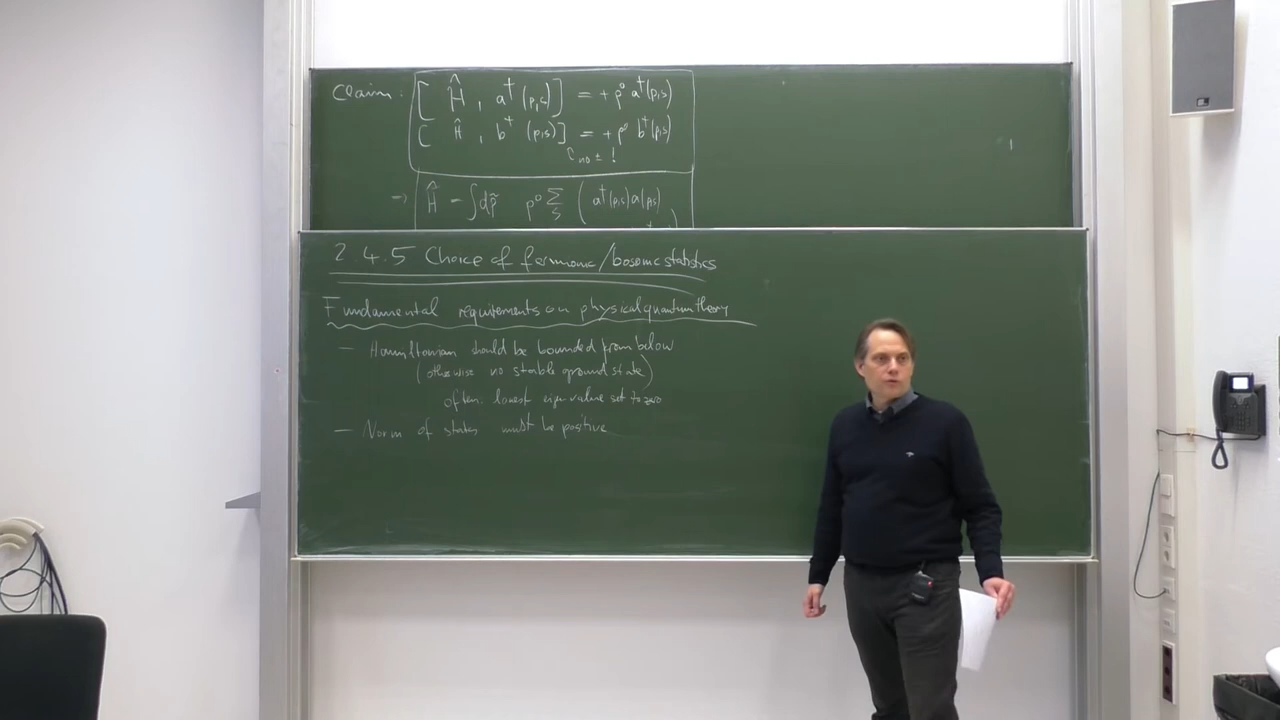 Claim: [ Ĥ , a†(p,s)] = + p⁰ a†(p,s)
[ Ĥ , b†(p,s)] = + p⁰ b†(p,s)
no ± !
→ Ĥ = ∫dp̃ p⁰ ∑ₛ ( a†(p,s)a(p,s)
2.4.5 Choice of fermionic/bosonic statistics
Fundamental requirements on physical quantum theory
— Hamiltonian should be bounded from below
(otherwise no stable ground state)
often: lowest eigenvalue set to zero
— Norm of states must be positive